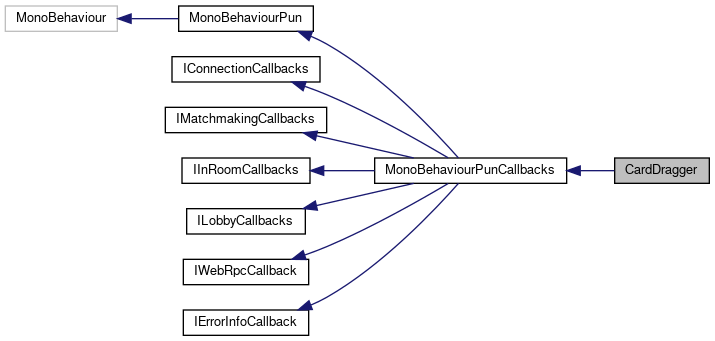 MonoBehaviour
MonoBehaviourPun
IConnectionCallbacks
IMatchmakingCallbacks
IInRoomCallbacks
MonoBehaviourPunCallbacks
CardDragger
ILobbyCallbacks
IWebRpcCallback
IErrorInfoCallback